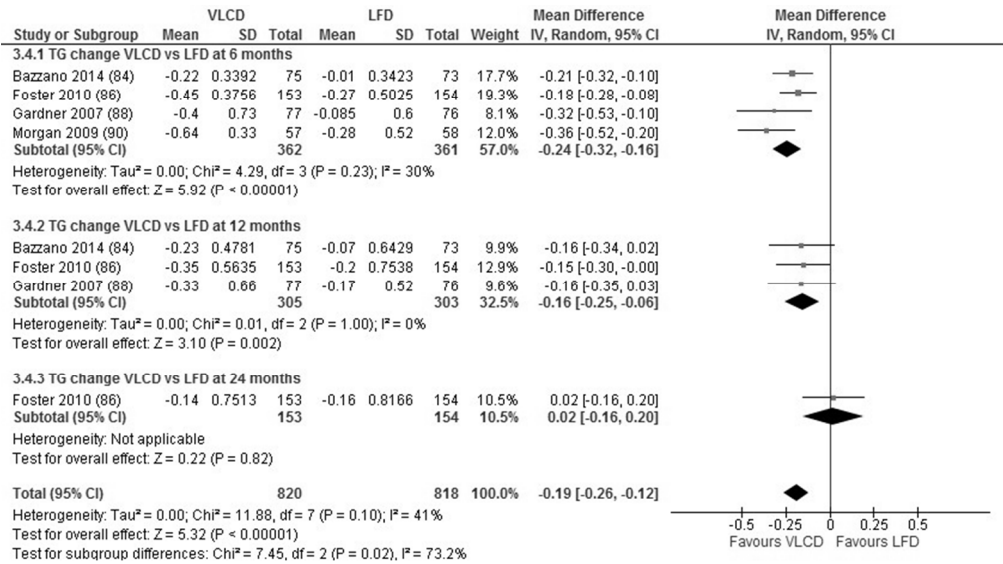 VLCD LFD Mean Difference Mean Difference
Study or Subgroup Mean SD Total Mean SD Total Weight IV, Random, 95% CI IV, Random, 95% CI
3.4.1 TG change VLCD vs LFD at 6 months
Bazzano 2014 (84) -0.22 0.3392 75 -0.01 0.3423 73 17.7% -0.21 [-0.32, -0.10]
Foster 2010 (86) -0.45 0.3756 153 -0.27 0.5025 154 19.3% -0.18 [-0.28, -0.08]
Gardner 2007 (88) -0.4 0.73 77 -0.085 0.6 76 8.1% -0.32 [-0.53, -0.10]
Morgan 2009 (90) -0.64 0.33 57 -0.28 0.52 58 12.0% -0.36 [-0.52, -0.20]
Subtotal (95% CI) 362 361 57.0% -0.24 [-0.32, -0.16]
Heterogeneity: Tau² = 0.00; Chi² = 4.29, df = 3 (P = 0.23); I² = 30%
Test for overall effect: Z = 5.92 (P < 0.00001)
3.4.2 TG change VLCD vs LFD at 12 months
Bazzano 2014 (84) -0.23 0.4781 75 -0.07 0.6429 73 9.9% -0.16 [-0.34, 0.02]
Foster 2010 (86) -0.35 0.5635 153 -0.2 0.7538 154 12.9% -0.15 [-0.30, -0.00]
Gardner 2007 (88) -0.33 0.66 77 -0.17 0.52 76 9.6% -0.16 [-0.35, 0.03]
Subtotal (95% CI) 305 303 32.5% -0.16 [-0.25, -0.06]
Heterogeneity: Tau² = 0.00; Chi² = 0.01, df = 2 (P = 1.00); I² = 0%
Test for overall effect: Z = 3.10 (P = 0.002)
3.4.3 TG change VLCD vs LFD at 24 months
Foster 2010 (86) -0.14 0.7513 153 -0.16 0.8166 154 10.5% 0.02 [-0.16, 0.20]
Subtotal (95% CI) 153 154 10.5% 0.02 [-0.16, 0.20]
Heterogeneity: Not applicable
Test for overall effect: Z = 0.22 (P = 0.82)
Total (95% CI) 820 818 100.0% -0.19 [-0.26, -0.12]
Heterogeneity: Tau² = 0.00; Chi² = 11.88, df = 7 (P = 0.10); I² = 41%
Test for overall effect: Z = 5.32 (P < 0.00001)
Test for subgroup differences: Chi² = 7.45, df = 2 (P = 0.02), I² = 73.2%
-0.5 -0.25 0 0.25 0.5
Favours VLCD Favours LFD